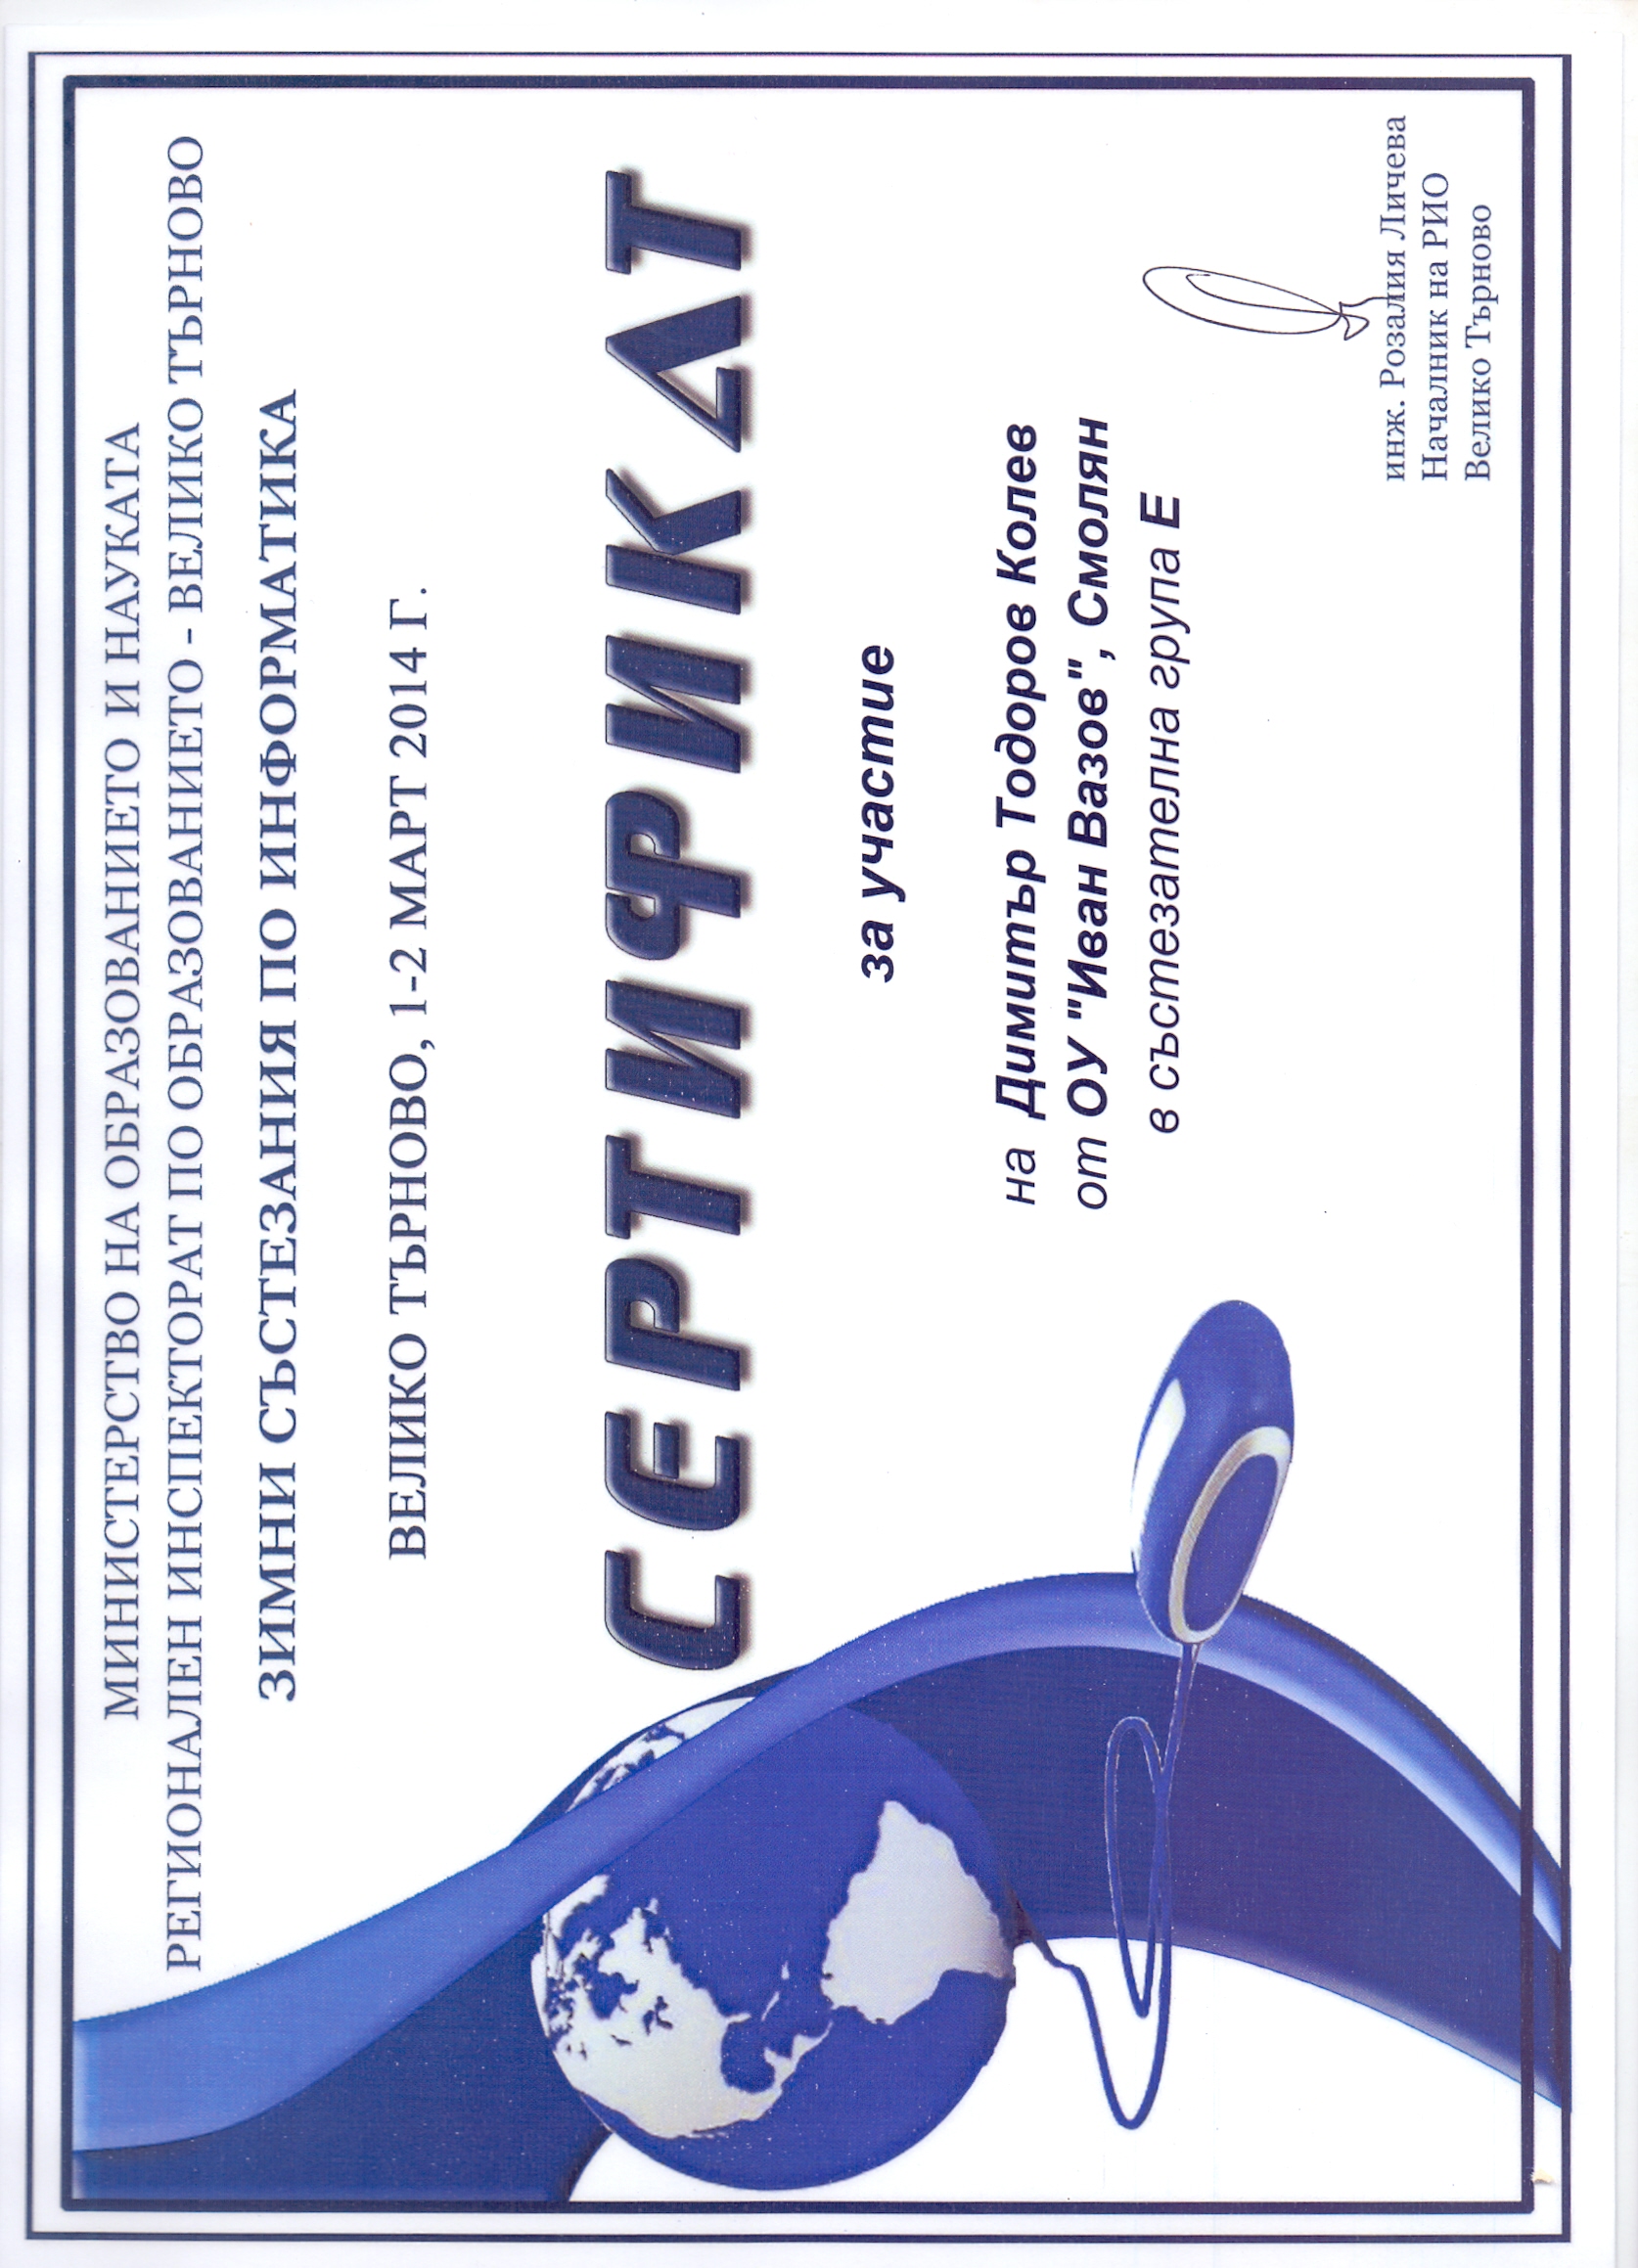 МИНИСТЕРСТВО НА ОБРАЗОВАНИЕТО И НАУКАТА
РЕГИОНАЛЕН ИНСПЕКТОРАТ ПО ОБРАЗОВАНИЕТО - ВЕЛИКО ТЪРНОВО
ЗИМНИ СЪСТЕЗАНИЯ ПО ИНФОРМАТИКА
ВЕЛИКО ТЪРНОВО, 1-2 МАРТ 2014 Г.
СЕРТИФИКАТ
за участие
на Димитър Тодоров Колев
от ОУ "Иван Вазов", Смолян
в състезателна група Е
инж. Розалия Личева
Началник на РИО
Велико Търново